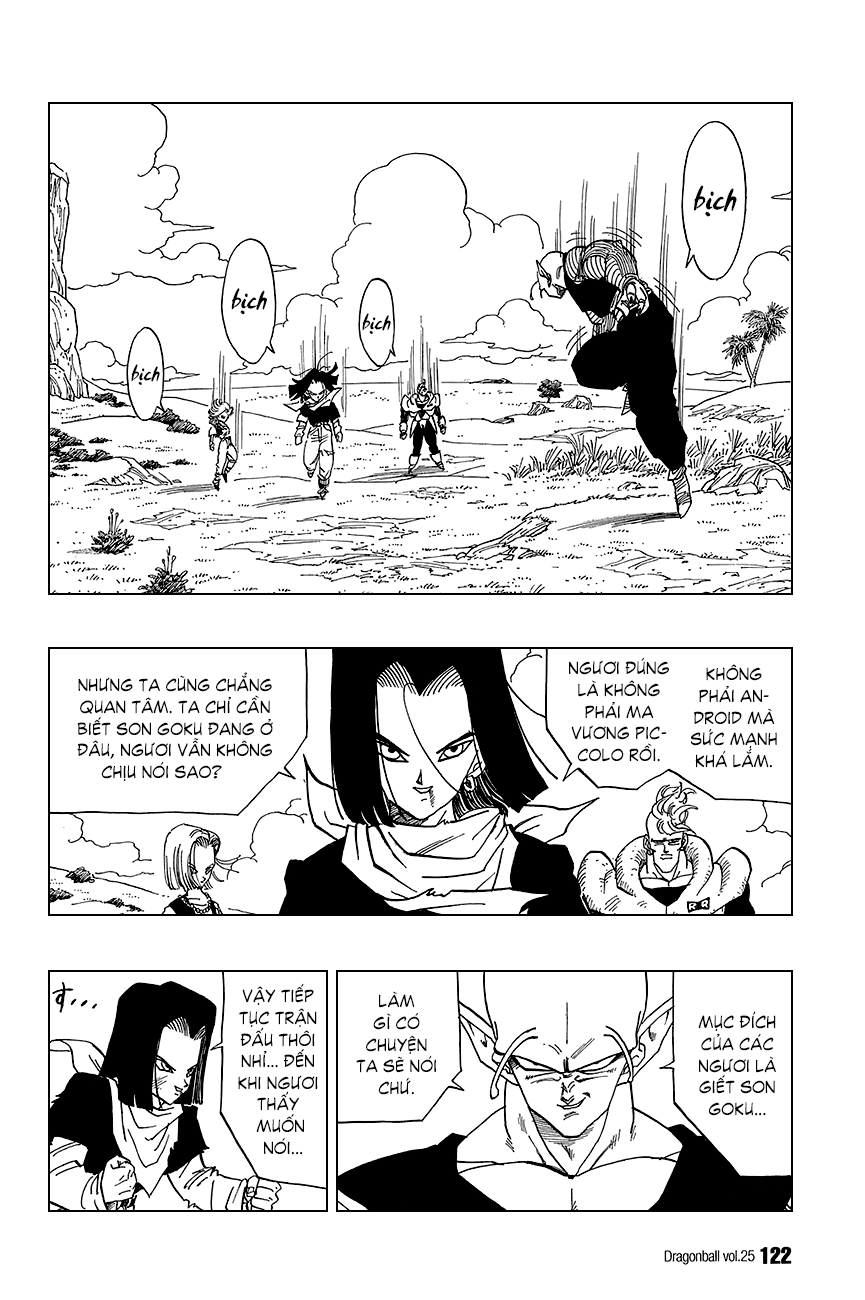 bịch
bịch
bịch
bịch
KHÔNG
PHẢI AN-
DROID MÀ
SỨC MẠNH
KHÁ LẮM.
NGƯƠI ĐÚNG
LÀ KHÔNG
PHẢI MA
VƯƠNG PIC-
COLO RỒI.
NHƯNG TA CŨNG CHẲNG
QUAN TÂM. TA CHỈ CẦN
BIẾT SON GOKU ĐANG Ở
ĐÂU, NGƯƠI VẪN KHÔNG
CHỊU NÓI SAO?
RR
MỤC ĐÍCH
CỦA CÁC
NGƯƠI LÀ
GIẾT SON
GOKU...
LÀM
GÌ CÓ
CHUYỆN
TA SẼ NÓI
CHỨ.
VẬY TIẾP
TỤC TRẬN
ĐẤU THÔI
NHỈ... ĐẾN
KHI NGƯƠI
THẤY
MUỐN
NÓI...
す...
Dragonball vol.25 122